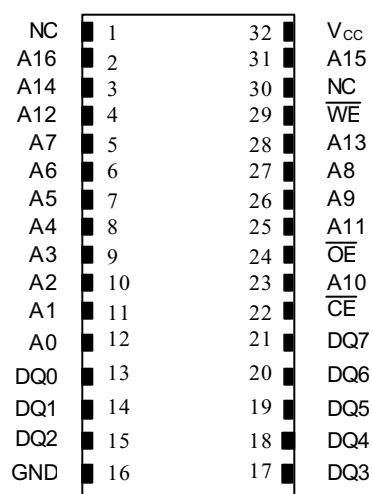 NC 1 32 Vcc
A16 2 31 A15
A14 3 30 NC
A12 4 29 W̅E̅
A7 5 28 A13
A6 6 27 A8
A5 7 26 A9
A4 8 25 A11
A3 9 24 O̅E̅
A2 10 23 A10
A1 11 22 C̅E̅
A0 12 21 DQ7
DQ0 13 20 DQ6
DQ1 14 19 DQ5
DQ2 15 18 DQ4
GND 16 17 DQ3